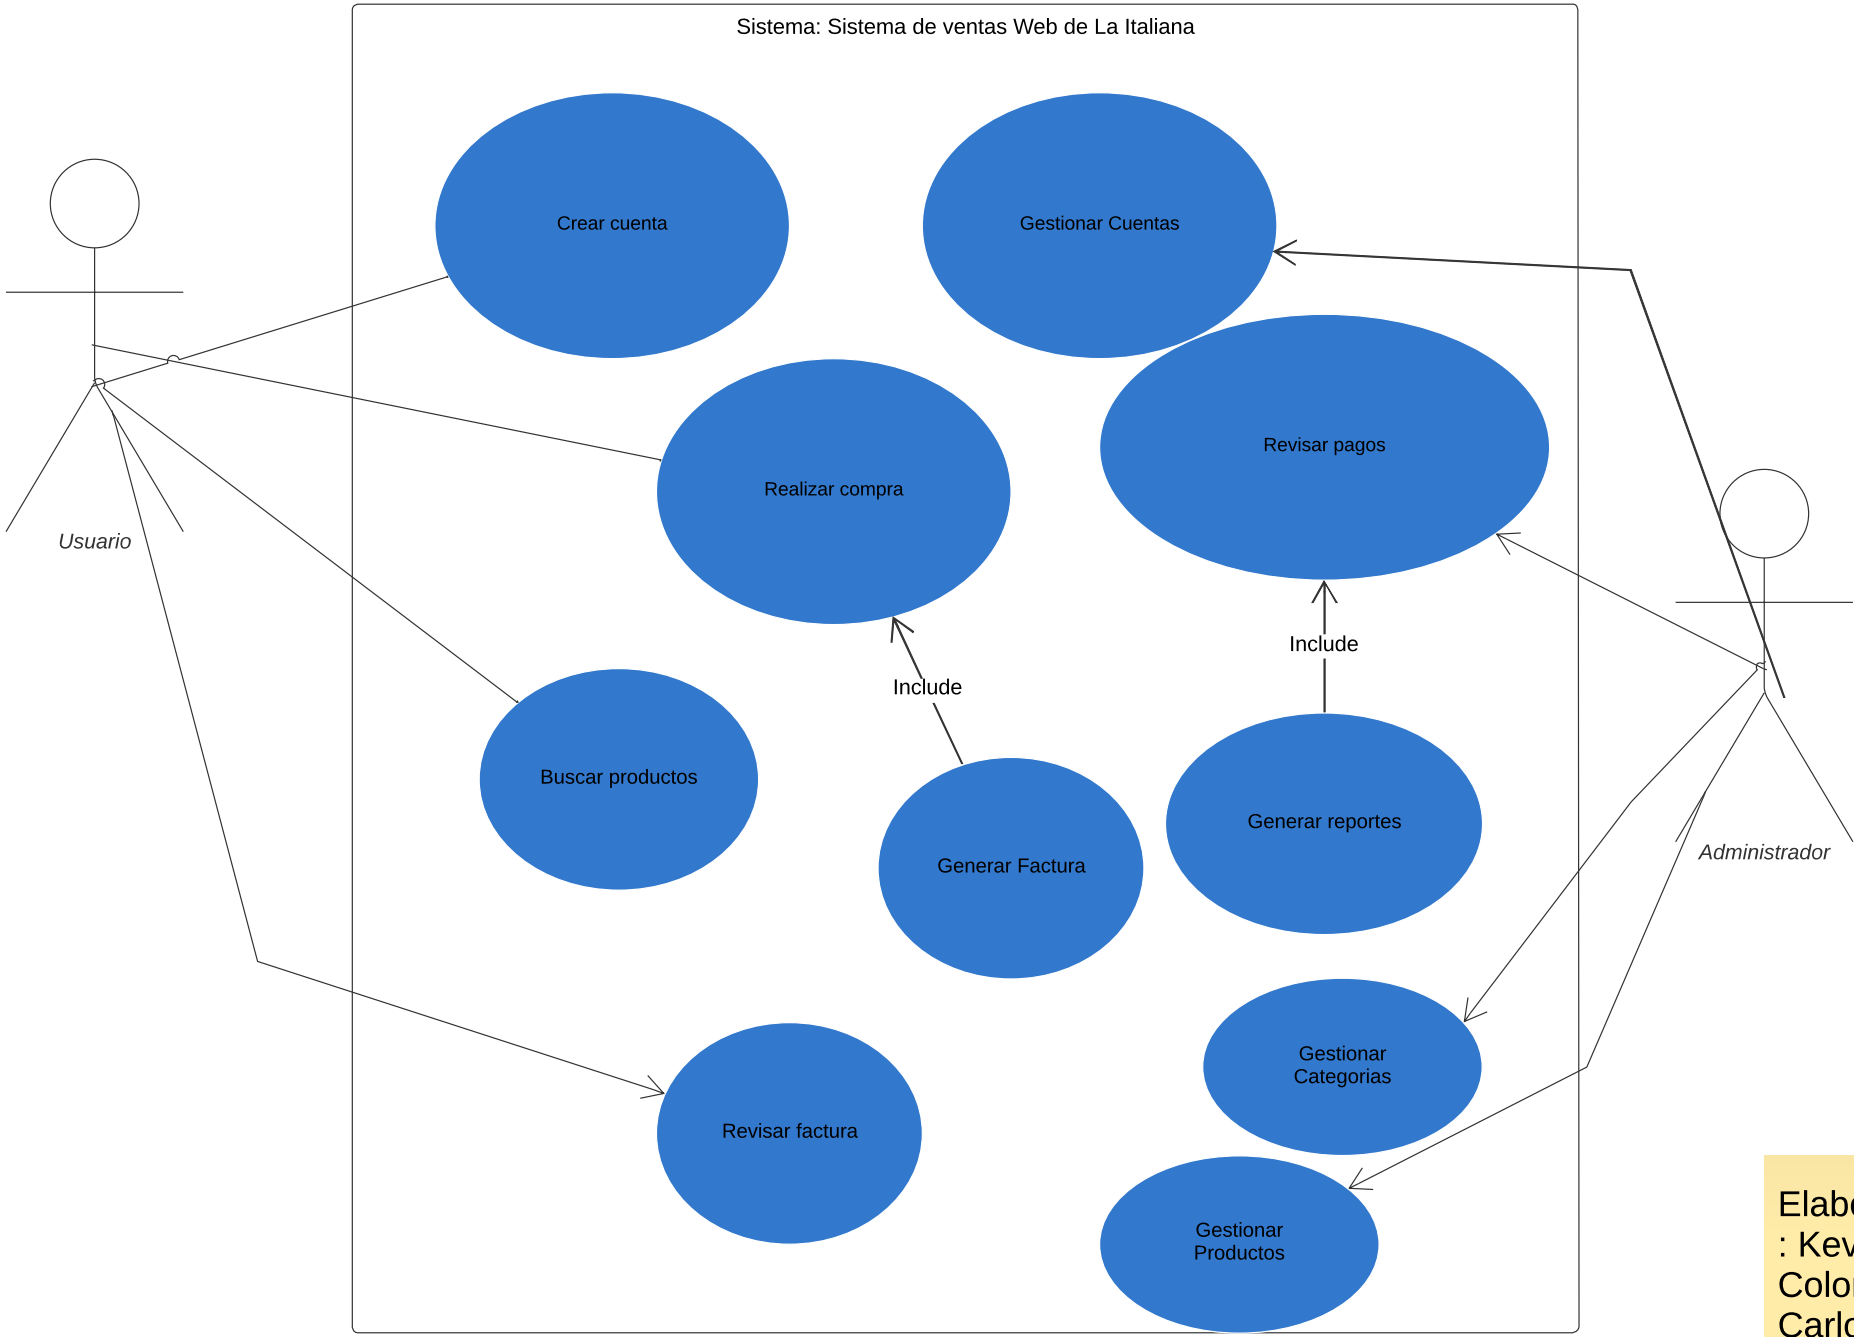 Sistema: Sistema de ventas Web de La Italiana
Crear cuenta
Gestionar Cuentas
Revisar pagos
Realizar compra
Usuario
Include
Include
Buscar productos
Generar reportes
Generar Factura
Administrador
Gestionar
Categorias
Revisar factura
Gestionar
Productos
: Kev